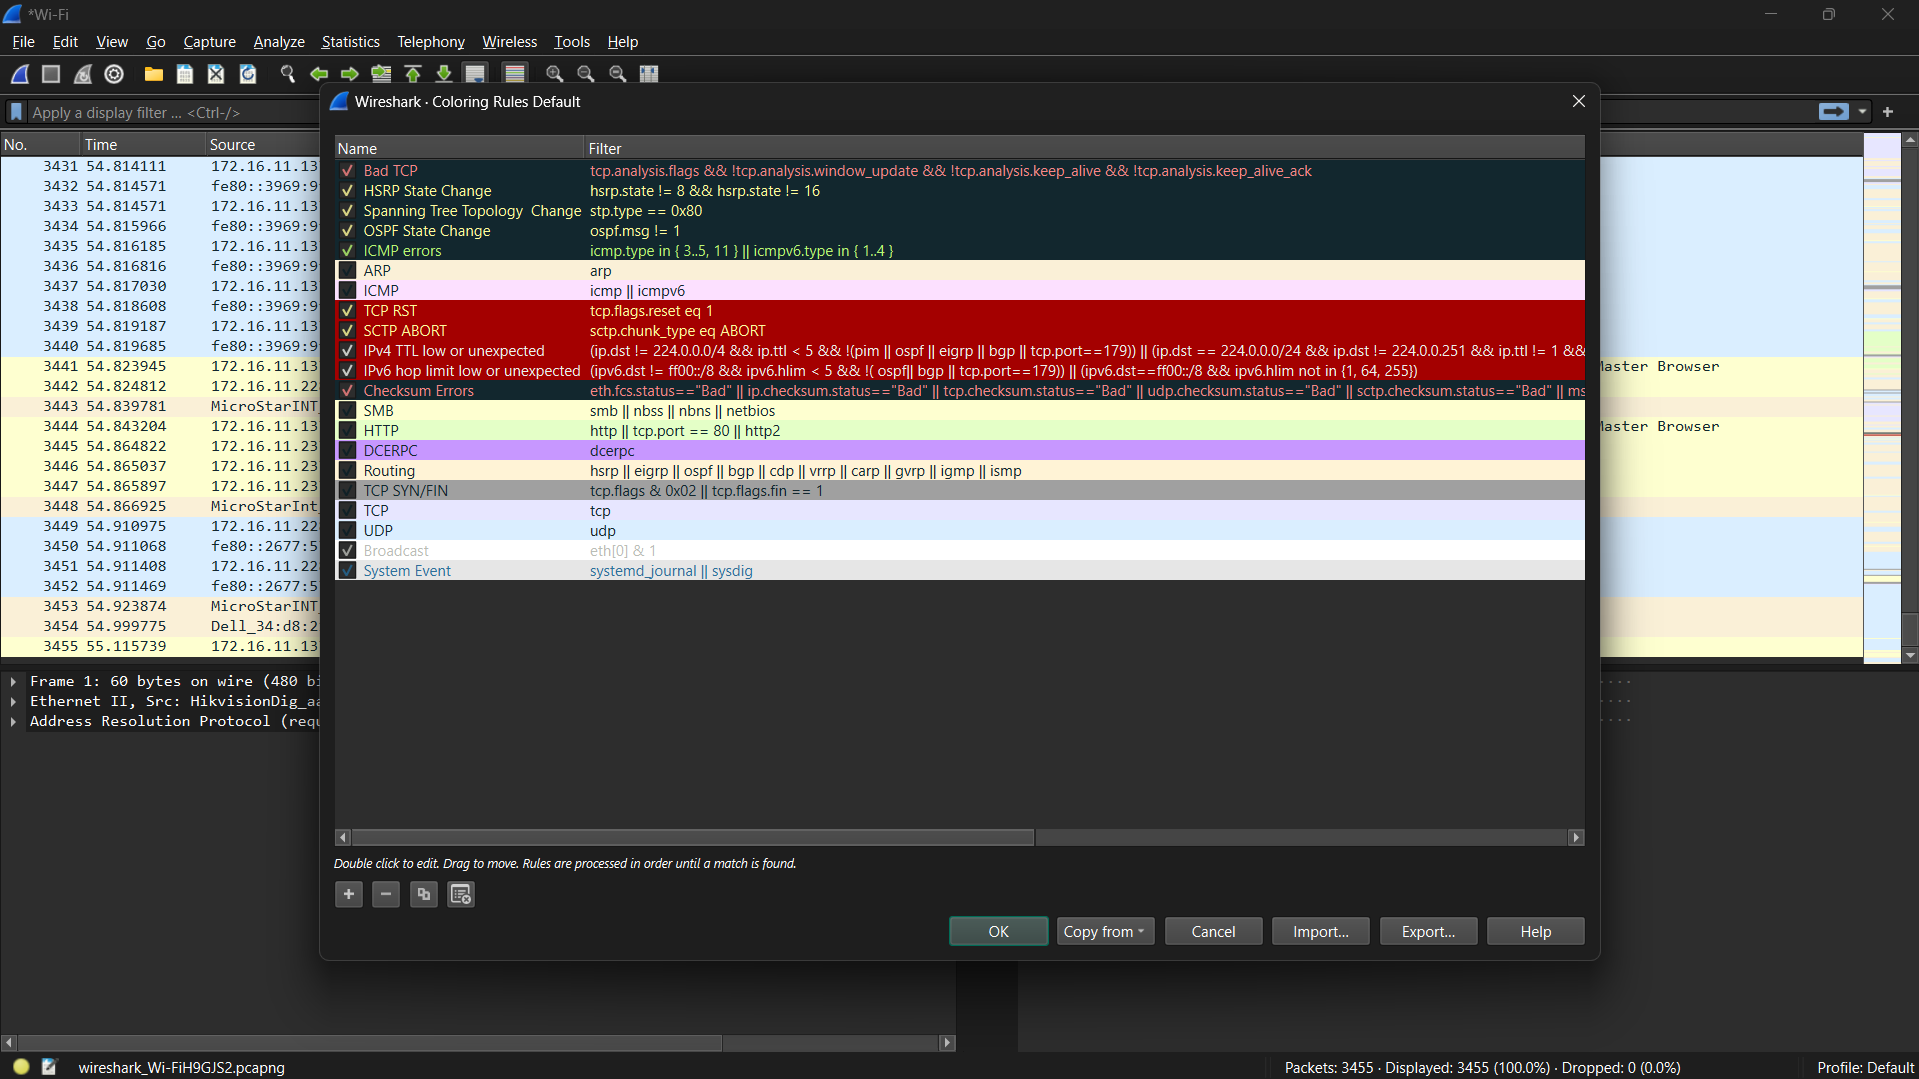 *Wi-Fi
File Edit View Go Capture Analyze Statistics Telephony Wireless Tools Help
Wireshark · Coloring Rules Default
Apply a display filter ... <Ctrl-/>
No. Time Source
Name Filter
3431 54.814111 172.16.11.13
3432 54.814571 fe80::3969:9
3433 54.814571 172.16.11.13
3434 54.815966 fe80::3969:9
3435 54.816185 172.16.11.13
3436 54.816816 fe80::3969:9
3437 54.817030 172.16.11.13
3438 54.818608 fe80::3969:9
3439 54.819187 172.16.11.13
3440 54.819685 fe80::3969:9
3441 54.823945 172.16.11.13
3442 54.824812 172.16.11.22
3443 54.839781 MicroStarINT
3444 54.843204 172.16.11.13
3445 54.864822 172.16.11.23
3446 54.865037 172.16.11.23
3447 54.865897 172.16.11.23
3448 54.866925 MicroStarInt
3449 54.910975 172.16.11.22
3450 54.911068 fe80::2677:5
3451 54.911408 172.16.11.22
3452 54.911469 fe80::2677:5
3453 54.923874 MicroStarINT
3454 54.999775 Dell_34:d8:2
3455 55.115739 172.16.11.13
Bad TCP tcp.analysis.flags && !tcp.analysis.window_update && !tcp.analysis.keep_alive && !tcp.analysis.keep_alive_ack
HSRP State Change hsrp.state != 8 && hsrp.state != 16
Spanning Tree Topology Change stp.type == 0x80
OSPF State Change ospf.msg != 1
ICMP errors icmp.type in { 3..5, 11 } || icmpv6.type in { 1..4 }
ARP arp
ICMP icmp || icmpv6
TCP RST tcp.flags.reset eq 1
SCTP ABORT sctp.chunk_type eq ABORT
IPv4 TTL low or unexpected (ip.dst != 224.0.0.0/4 && ip.ttl < 5 && !(pim || ospf || eigrp || bgp || tcp.port==179)) || (ip.dst == 224.0.0.0/24 && ip.dst != 224.0.0.251 && ip.ttl != 1 &&
IPv6 hop limit low or unexpected (ipv6.dst != ff00::/8 && ipv6.hlim < 5 && !( ospf|| bgp || tcp.port==179)) || (ipv6.dst==ff00::/8 && ipv6.hlim not in {1, 64, 255})
Checksum Errors eth.fcs.status=="Bad" || ip.checksum.status=="Bad" || tcp.checksum.status=="Bad" || udp.checksum.status=="Bad" || sctp.checksum.status=="Bad" || ms
SMB smb || nbss || nbns || netbios
HTTP http || tcp.port == 80 || http2
DCERPC dcerpc
Routing hsrp || eigrp || ospf || bgp || cdp || vrrp || carp || gvrp || igmp || ismp
TCP SYN/FIN tcp.flags & 0x02 || tcp.flags.fin == 1
TCP tcp
UDP udp
Broadcast eth[0] & 1
System Event systemd_journal || sysdig
Master Browser
Master Browser
Frame 1: 60 bytes on wire (480 bi
Ethernet II, Src: HikvisionDig_aa
Address Resolution Protocol (requ
Double click to edit. Drag to move. Rules are processed in order until a match is found.
OK Copy from Cancel Import... Export... Help
wireshark_Wi-FiH9GJS2.pcapng
Packets: 3455 · Displayed: 3455 (100.0%) · Dropped: 0 (0.0%)
Profile: Default